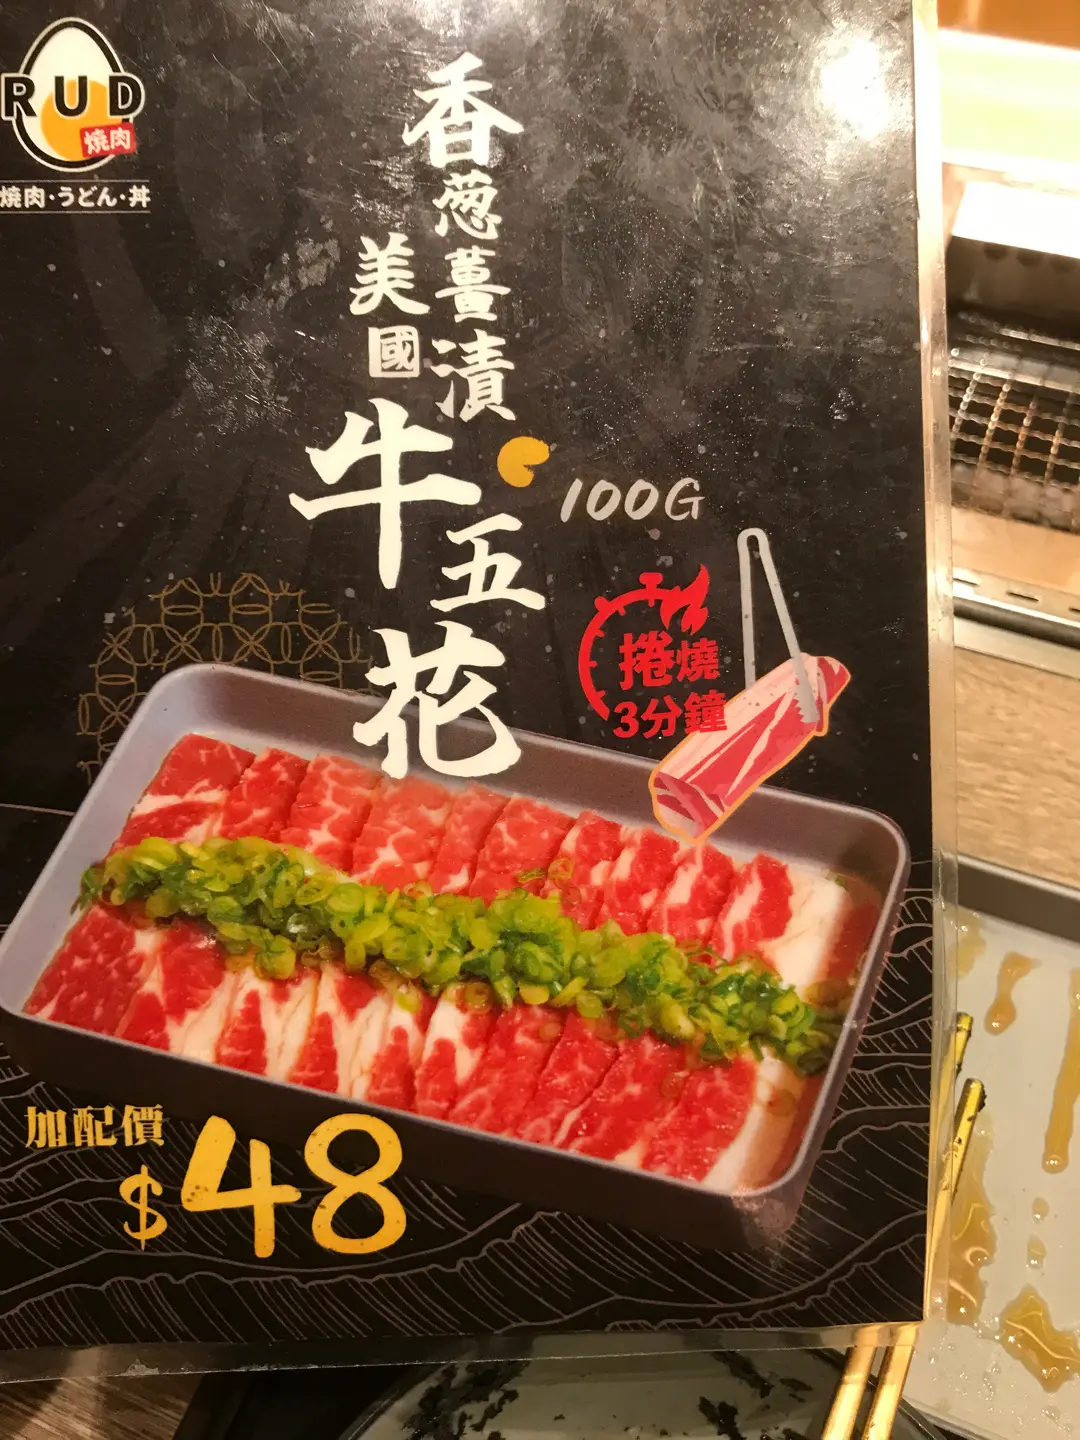 RUD
燒肉
燒肉·うどん·丼
香葱薑漬
美國
牛五花
100G
捲燒
3分鐘
加配價
$48